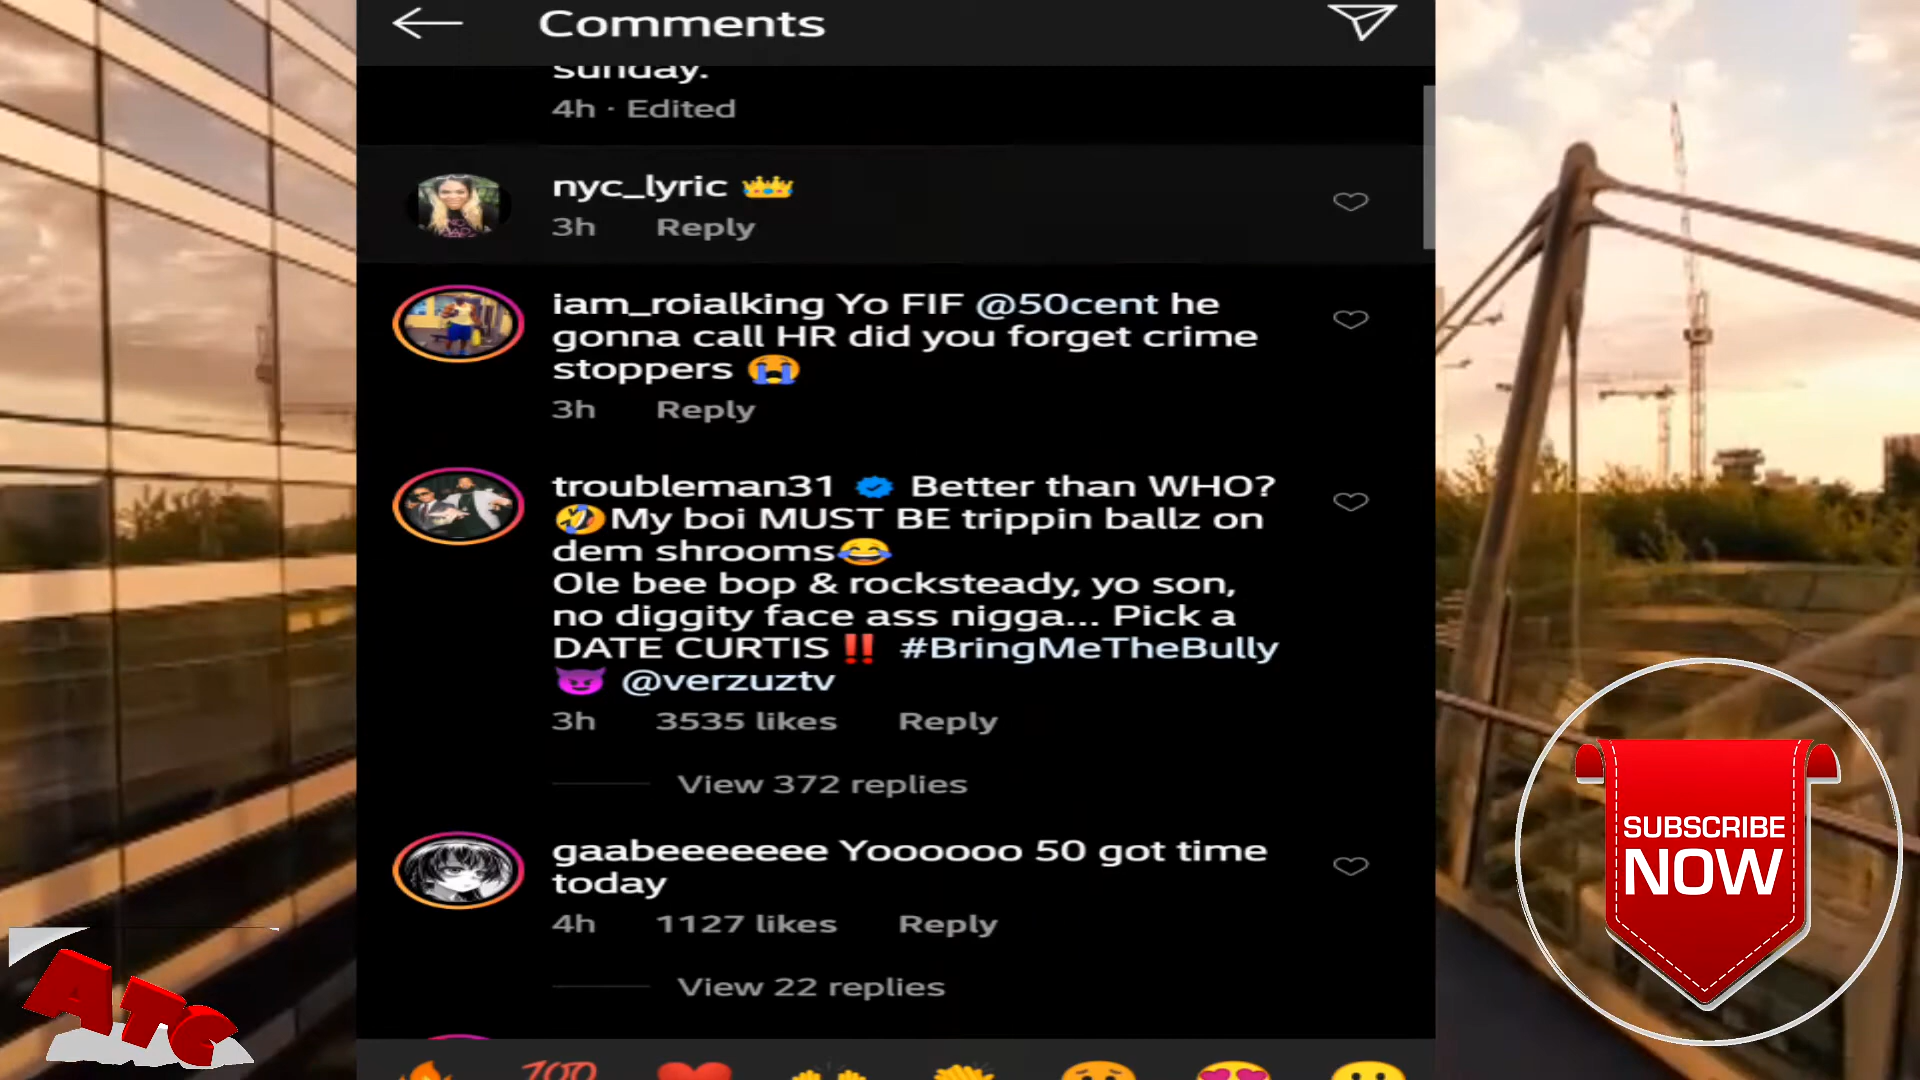 Comments
sunday.
4h · Edited
nyc_lyric 👑
3h Reply
iam_roialking Yo FIF @50cent he
gonna call HR did you forget crime
stoppers 😭
3h Reply
troubleman31 Better than WHO?
🤣My boi MUST BE trippin ballz on
dem shrooms😂
Ole bee bop & rocksteady, yo son,
no diggity face ass nigga... Pick a
DATE CURTIS‼️ #BringMeTheBully
😈 @verzuztv
3h 3535 likes Reply
View 372 replies
gaabeeeeeee Yoooooo 50 got time
today
4h 1127 likes Reply
View 22 replies
SUBSCRIBE
NOW
ATC